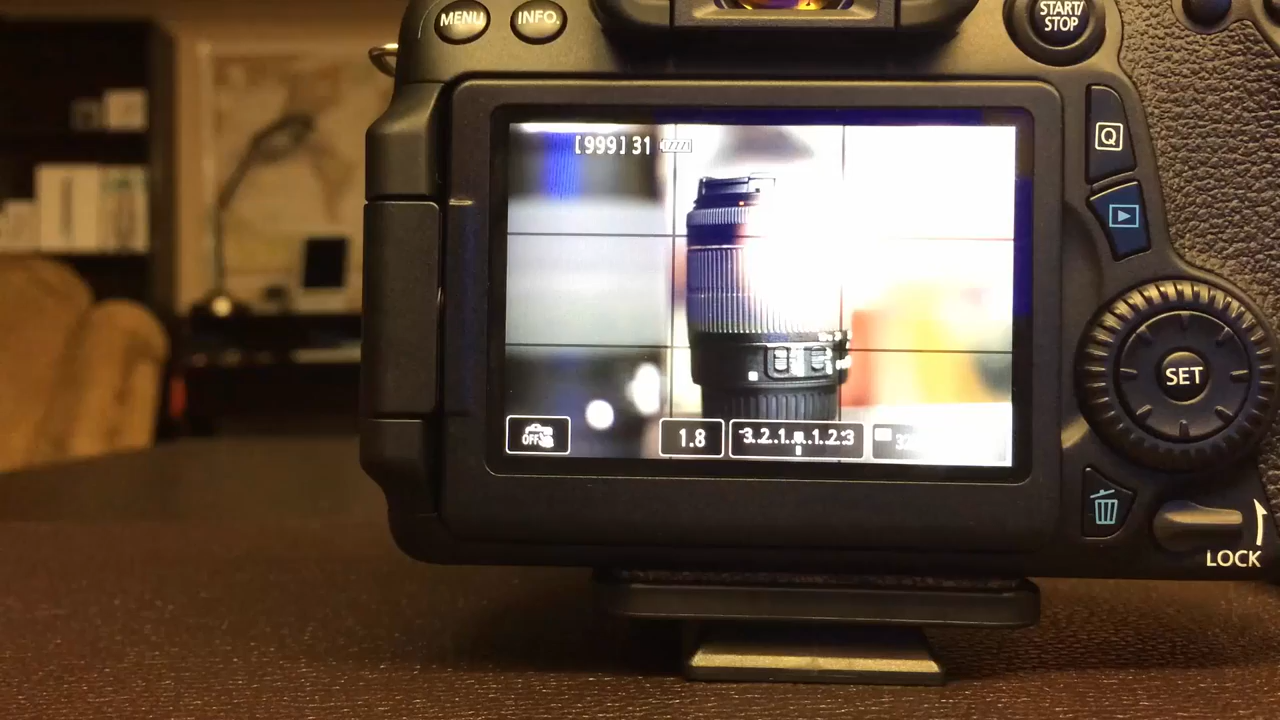 MENU INFO. START/
STOP
[999] 31
Q
SET
OFF
1.8 -3.2.1.0.1.2.+3
LOCK